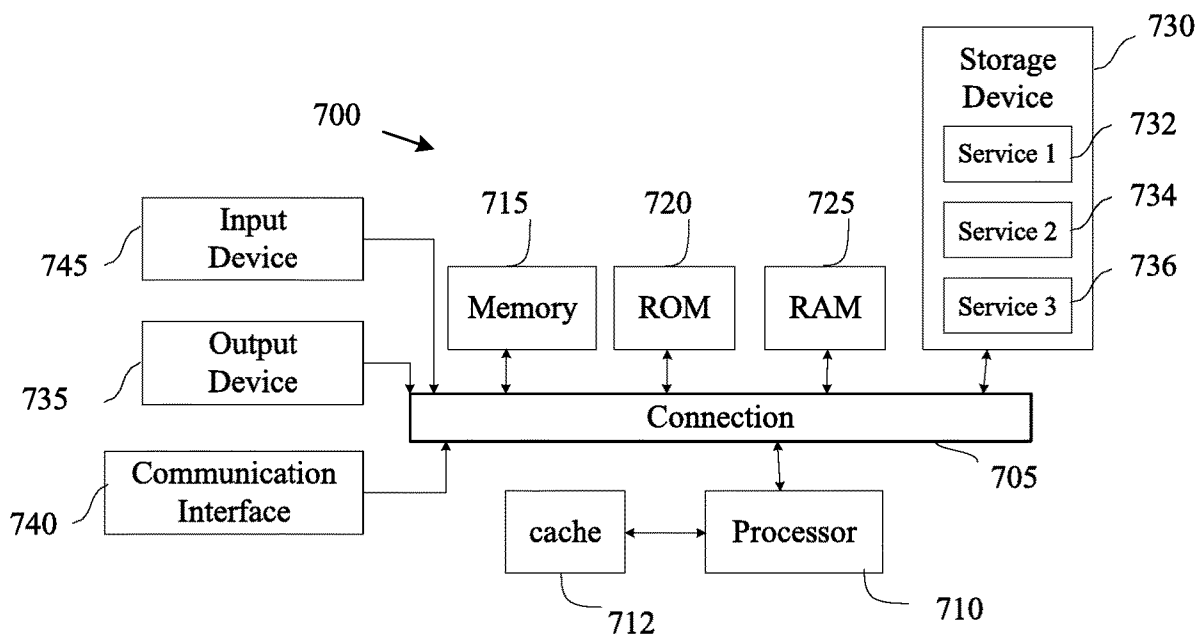 730
Storage
Device
732
Service 1
734
Service 2
736
Service 3
700
715
720
725
Input
Device
745
Memory
ROM
RAM
Output
Device
735
Connection
705
Communication
Interface
740
cache
Processor
712
710